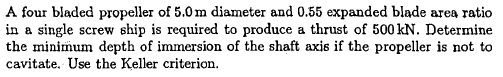 A four bladed propeller of 5.0 m diameter and 0.55 expanded blade area ratio
in a single screw ship is required to produce a thrust of 500 kN. Determine
the minimum depth of immersion of the shaft axis if the propeller is not to
cavitate. Use the Keller criterion.